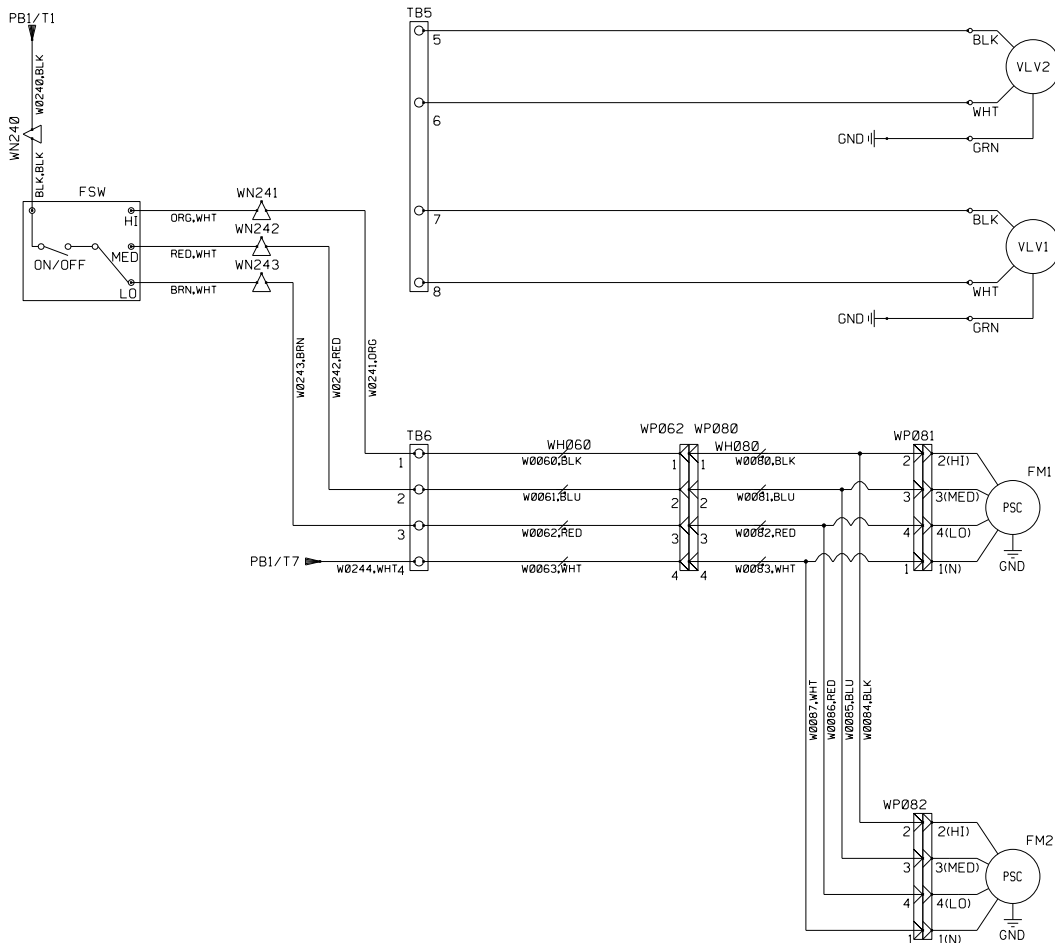 PB1/T1
W0240,BLK
WN240
BLK,BLK
FSW
HI
MED
LO
ON/OFF
ORG,WHT
RED,WHT
BRN,WHT
WN241
WN242
WN243
W0243,BRN
W0242,RED
W0241,ORG
TB5
5
6
7
8
BLK
WHT
GND
GRN
VLV2
BLK
WHT
GND
GRN
VLV1
TB6
1
2
3
4
PB1/T7
W0244,WHT
WH060
W0060,BLK
W0061,BLU
W0062,RED
W0063,WHT
WP062
WP080
1
1
2
2
3
3
4
4
WH080
W0080,BLK
W0081,BLU
W0082,RED
W0083,WHT
WP081
2
2(HI)
3
3(MED)
4
4(LO)
1
1(N)
FM1
PSC
GND
W0087,WHT
W0086,RED
W0085,BLU
W0084,BLK
WP082
2
2(HI)
3
3(MED)
4
4(LO)
1
1(N)
FM2
PSC
GND